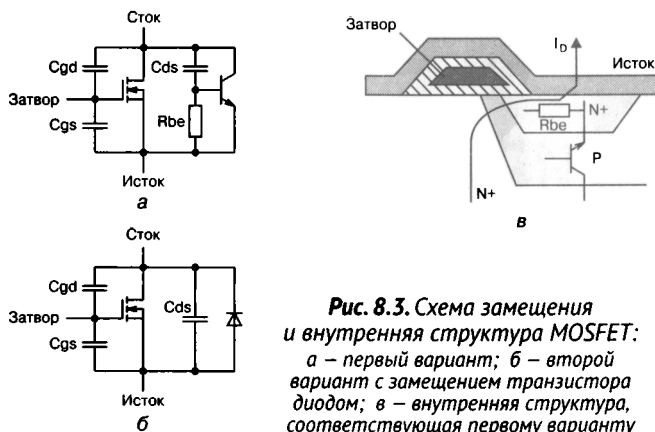 Сток
Cgd
Cds
Затвор
Rbe
Cgs
Исток
а
Затвор
I_D
Исток
N+
Rbe
P
N+
в
Сток
Cgd
Затвор
Cds
Cgs
Исток
б
Рис. 8.3. Схема замещения
и внутренняя структура MOSFET:
а – первый вариант; б – второй
вариант с замещением транзистора
диодом; в – внутренняя структура,
соответствующая первому варианту